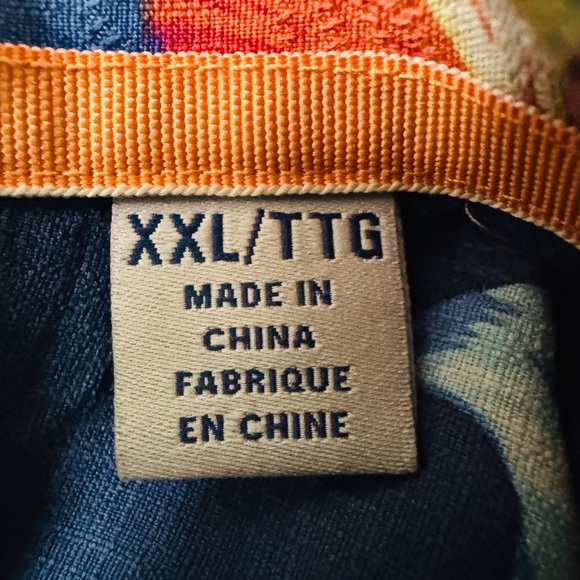 XXL/TTG
MADE IN
CHINA
FABRIQUE
EN CHINE